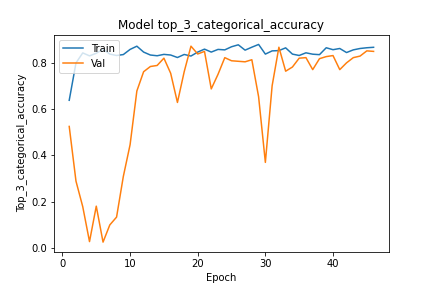 Model top_3_categorical_accuracy
Train
Val
Top_3_categorical_accuracy
0.8
0.6
0.4
0.2
0.0
0 10 20 30 40
Epoch